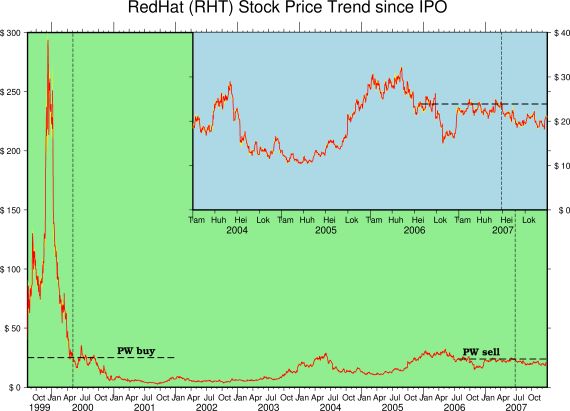 RedHat (RHT) Stock Price Trend since IPO
$ 300
$ 250
$ 200
$ 150
$ 100
$ 50
$ 0
$ 40
$ 30
$ 20
$ 10
$ 0
Tam Huh Hei Lok Tam Huh Hei Lok Tam Huh Hei Lok Tam Huh Hei Lok
2004 2005 2006 2007
PW buy
PW sell
Oct Jan Apr Jul Oct Jan Apr Jul Oct Jan Apr Jul Oct Jan Apr Jul Oct Jan Apr Jul Oct Jan Apr Jul Oct Jan Apr Jul Oct Jan Apr Jul Oct
1999 2000 2001 2002 2003 2004 2005 2006 2007